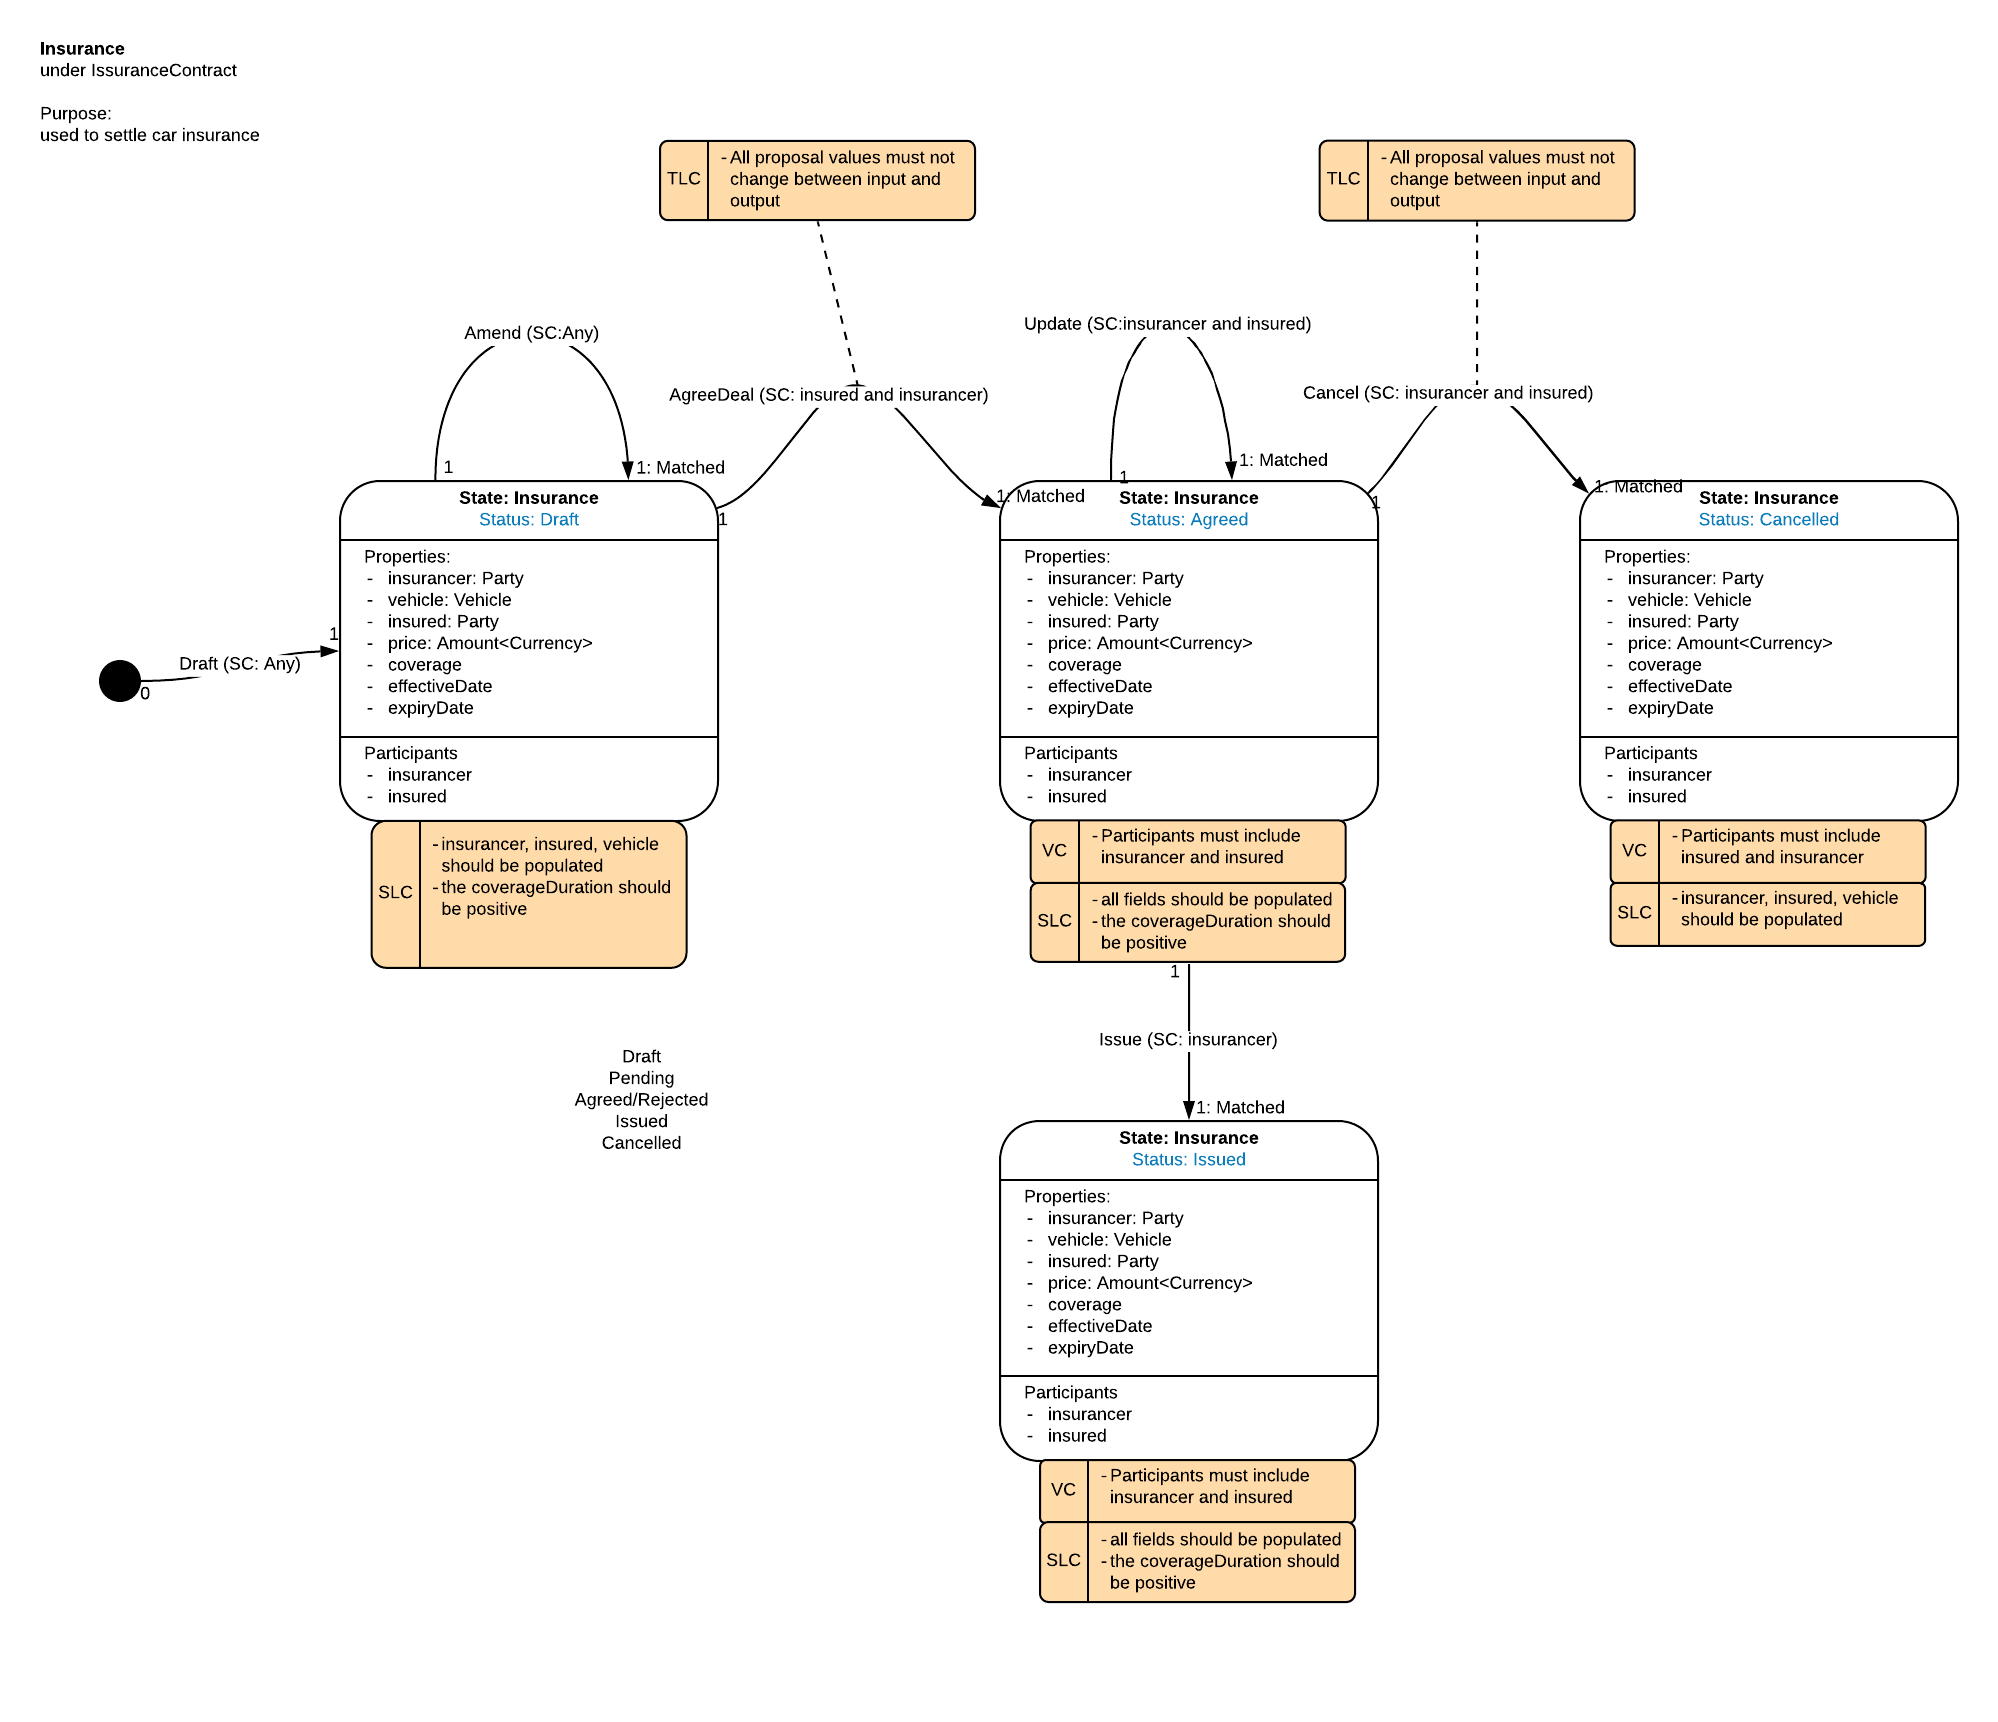 Insurance
under IssuranceContract
Purpose:
used to settle car insurance
TLC
- All proposal values must not
change between input and
output
TLC
- All proposal values must not
change between input and
output
Amend (SC:Any)
Update (SC:insurancer and insured)
AgreeDeal (SC: insured and insurancer)
Cancel (SC: insurancer and insured)
1
1: Matched
1
1: Matched
1
1: Matched
1
1: Matched
Draft (SC: Any)
0
1
State: Insurance
Status: Draft
Properties:
- insurancer: Party
- vehicle: Vehicle
- insured: Party
- price: Amount<Currency>
- coverage
- effectiveDate
- expiryDate
Participants
- insurancer
- insured
SLC
- insurancer, insured, vehicle
should be populated
- the coverageDuration should
be positive
State: Insurance
Status: Agreed
Properties:
- insurancer: Party
- vehicle: Vehicle
- insured: Party
- price: Amount<Currency>
- coverage
- effectiveDate
- expiryDate
Participants
- insurancer
- insured
VC
- Participants must include
insurancer and insured
SLC
- all fields should be populated
- the coverageDuration should
be positive
State: Insurance
Status: Cancelled
Properties:
- insurancer: Party
- vehicle: Vehicle
- insured: Party
- price: Amount<Currency>
- coverage
- effectiveDate
- expiryDate
Participants
- insurancer
- insured
VC
- Participants must include
insured and insurancer
SLC
- insurancer, insured, vehicle
should be populated
1
Issue (SC: insurancer)
1: Matched
Draft
Pending
Agreed/Rejected
Issued
Cancelled
State: Insurance
Status: Issued
Properties:
- insurancer: Party
- vehicle: Vehicle
- insured: Party
- price: Amount<Currency>
- coverage
- effectiveDate
- expiryDate
Participants
- insurancer
- insured
VC
- Participants must include
insurancer and insured
SLC
- all fields should be populated
- the coverageDuration should
be positive